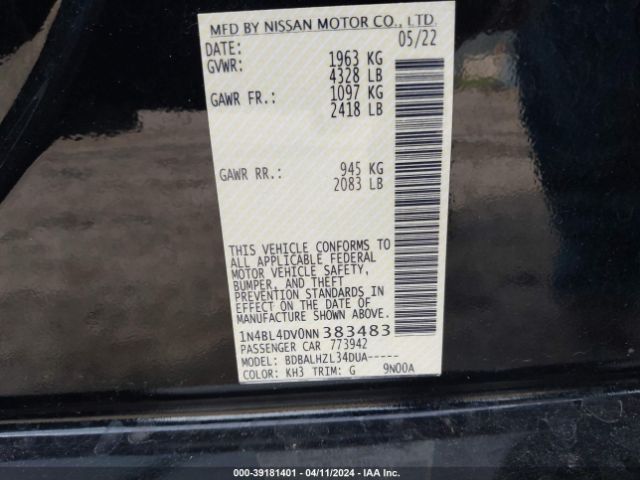 MFD BY NISSAN MOTOR CO., LTD.
DATE: 05/22
GVWR: 1963 KG
4328 LB
GAWR FR.: 1097 KG
2418 LB
GAWR RR.: 945 KG
2083 LB
THIS VEHICLE CONFORMS TO
ALL APPLICABLE FEDERAL
MOTOR VEHICLE SAFETY,
BUMPER, AND THEFT
PREVENTION STANDARDS IN
EFFECT ON THE DATE OF
MANUFACTURE SHOWN ABOVE.
1N4BL4DV0NN 383483
PASSENGER CAR 773942
MODEL: BDBALHZL34DUA-----
COLOR: KH3 TRIM: G 9N00A
000-39181401 - 04/11/2024 - IAA Inc.